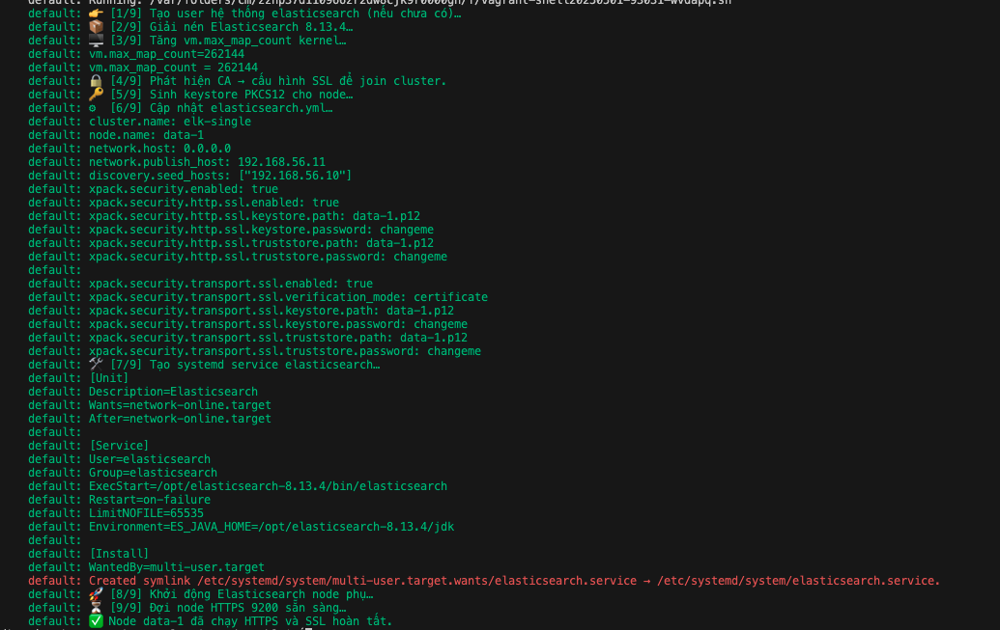 default: 👉 [1/9] Tạo user hệ thống elasticsearch (nếu chưa có)…
default: 📦 [2/9] Giải nén Elasticsearch 8.13.4…
default: 🖥️ [3/9] Tăng vm.max_map_count kernel…
default: vm.max_map_count=262144
default: vm.max_map_count = 262144
default: 🔒 [4/9] Phát hiện CA → cấu hình SSL để join cluster.
default: 🔑 [5/9] Sinh keystore PKCS12 cho node…
default: ⚙ [6/9] Cập nhật elasticsearch.yml…
default: cluster.name: elk-single
default: node.name: data-1
default: network.host: 0.0.0.0
default: network.publish_host: 192.168.56.11
default: discovery.seed_hosts: ["192.168.56.10"]
default: xpack.security.enabled: true
default: xpack.security.http.ssl.enabled: true
default: xpack.security.http.ssl.keystore.path: data-1.p12
default: xpack.security.http.ssl.keystore.password: changeme
default: xpack.security.http.ssl.truststore.path: data-1.p12
default: xpack.security.http.ssl.truststore.password: changeme
default:
default: xpack.security.transport.ssl.enabled: true
default: xpack.security.transport.ssl.verification_mode: certificate
default: xpack.security.transport.ssl.keystore.path: data-1.p12
default: xpack.security.transport.ssl.keystore.password: changeme
default: xpack.security.transport.ssl.truststore.path: data-1.p12
default: xpack.security.transport.ssl.truststore.password: changeme
default: 🛠 [7/9] Tạo systemd service elasticsearch…
default: [Unit]
default: Description=Elasticsearch
default: Wants=network-online.target
default: After=network-online.target
default:
default: [Service]
default: User=elasticsearch
default: Group=elasticsearch
default: ExecStart=/opt/elasticsearch-8.13.4/bin/elasticsearch
default: Restart=on-failure
default: LimitNOFILE=65535
default: Environment=ES_JAVA_HOME=/opt/elasticsearch-8.13.4/jdk
default:
default: [Install]
default: WantedBy=multi-user.target
default: Created symlink /etc/systemd/system/multi-user.target.wants/elasticsearch.service → /etc/systemd/system/elasticsearch.service.
default: 🚀 [8/9] Khởi động Elasticsearch node phụ…
default: ⏳ [9/9] Đợi node HTTPS 9200 sẵn sàng…
default: ✅ Node data-1 đã chạy HTTPS và SSL hoàn tất.